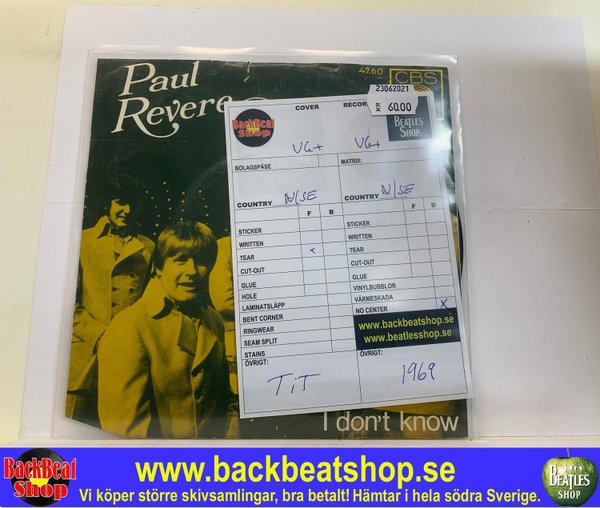 Paul
Revere
4260
CBS
23062021
KR 60.00
COVER
RECOR
BackBeat
Shop
BEATLES
SHOP
VG+
VG+
BOLAGSPÅSE
MATRIX:
COUNTRY N/SE
COUNTRY N/SE
F B
F B
STICKER
WRITTEN
TEAR x
CUT-OUT
GLUE
HOLE
LAMINATSLÄPP
BENT CORNER
RINGWEAR
SEAM SPLIT
STAINS
ÖVRIGT:
TiT
STICKER
WRITTEN
TEAR
CUT-OUT
GLUE
VINYLBUBBLOR
VÄRMESKADA
NO CENTER X
www.backbeatshop.se
www.beatlesshop.se
ÖVRIGT:
1969
I don't know
BackBeat
Shop
www.backbeatshop.se
Vi köper större skivsamlingar, bra betalt! Hämtar i hela södra Sverige.
BEATLES
SHOP